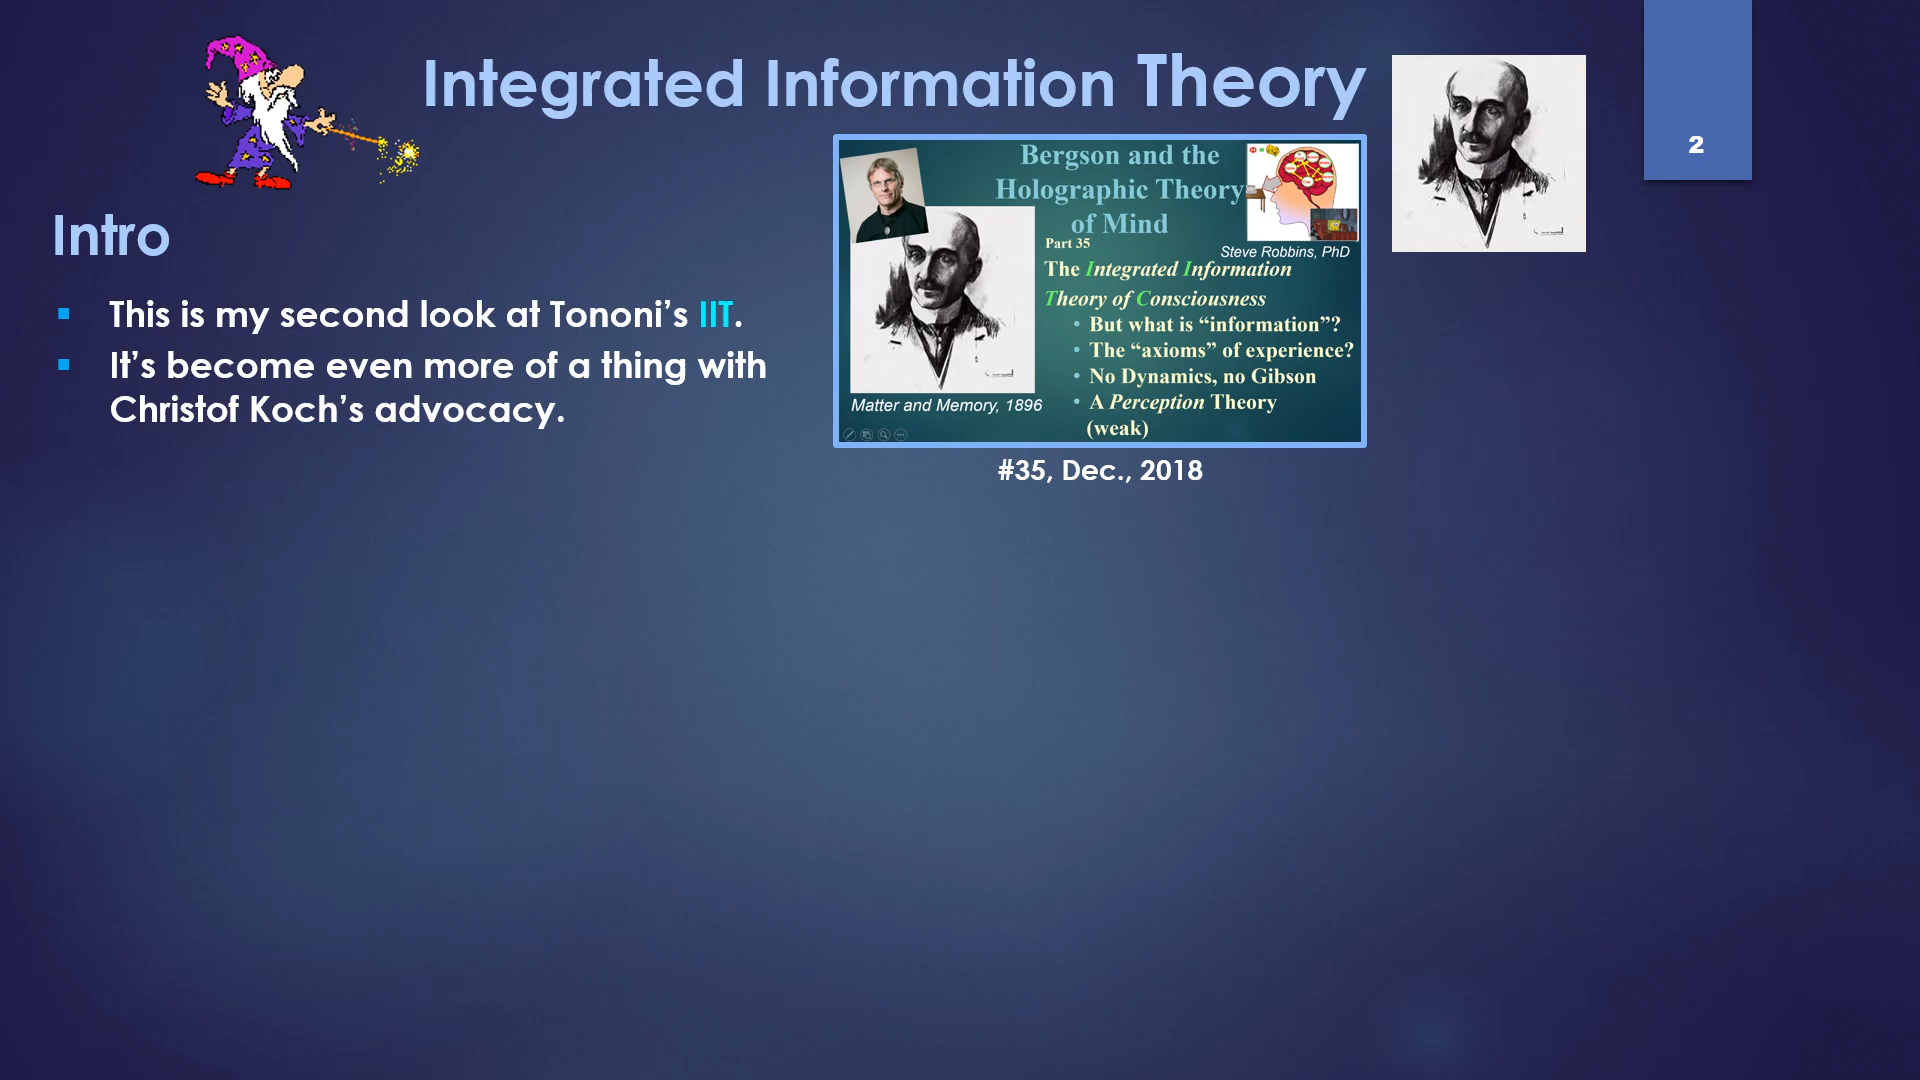 Integrated Information Theory
2
Intro
▪ This is my second look at Tononi’s IIT.
▪ It’s become even more of a thing with
Christof Koch’s advocacy.
Bergson and the
Holographic Theory
of Mind
Part 35
Steve Robbins, PhD
The Integrated Information
Theory of Consciousness
• But what is “information”?
• The “axioms” of experience?
• No Dynamics, no Gibson
• A Perception Theory
(weak)
Matter and Memory, 1896
#35, Dec., 2018